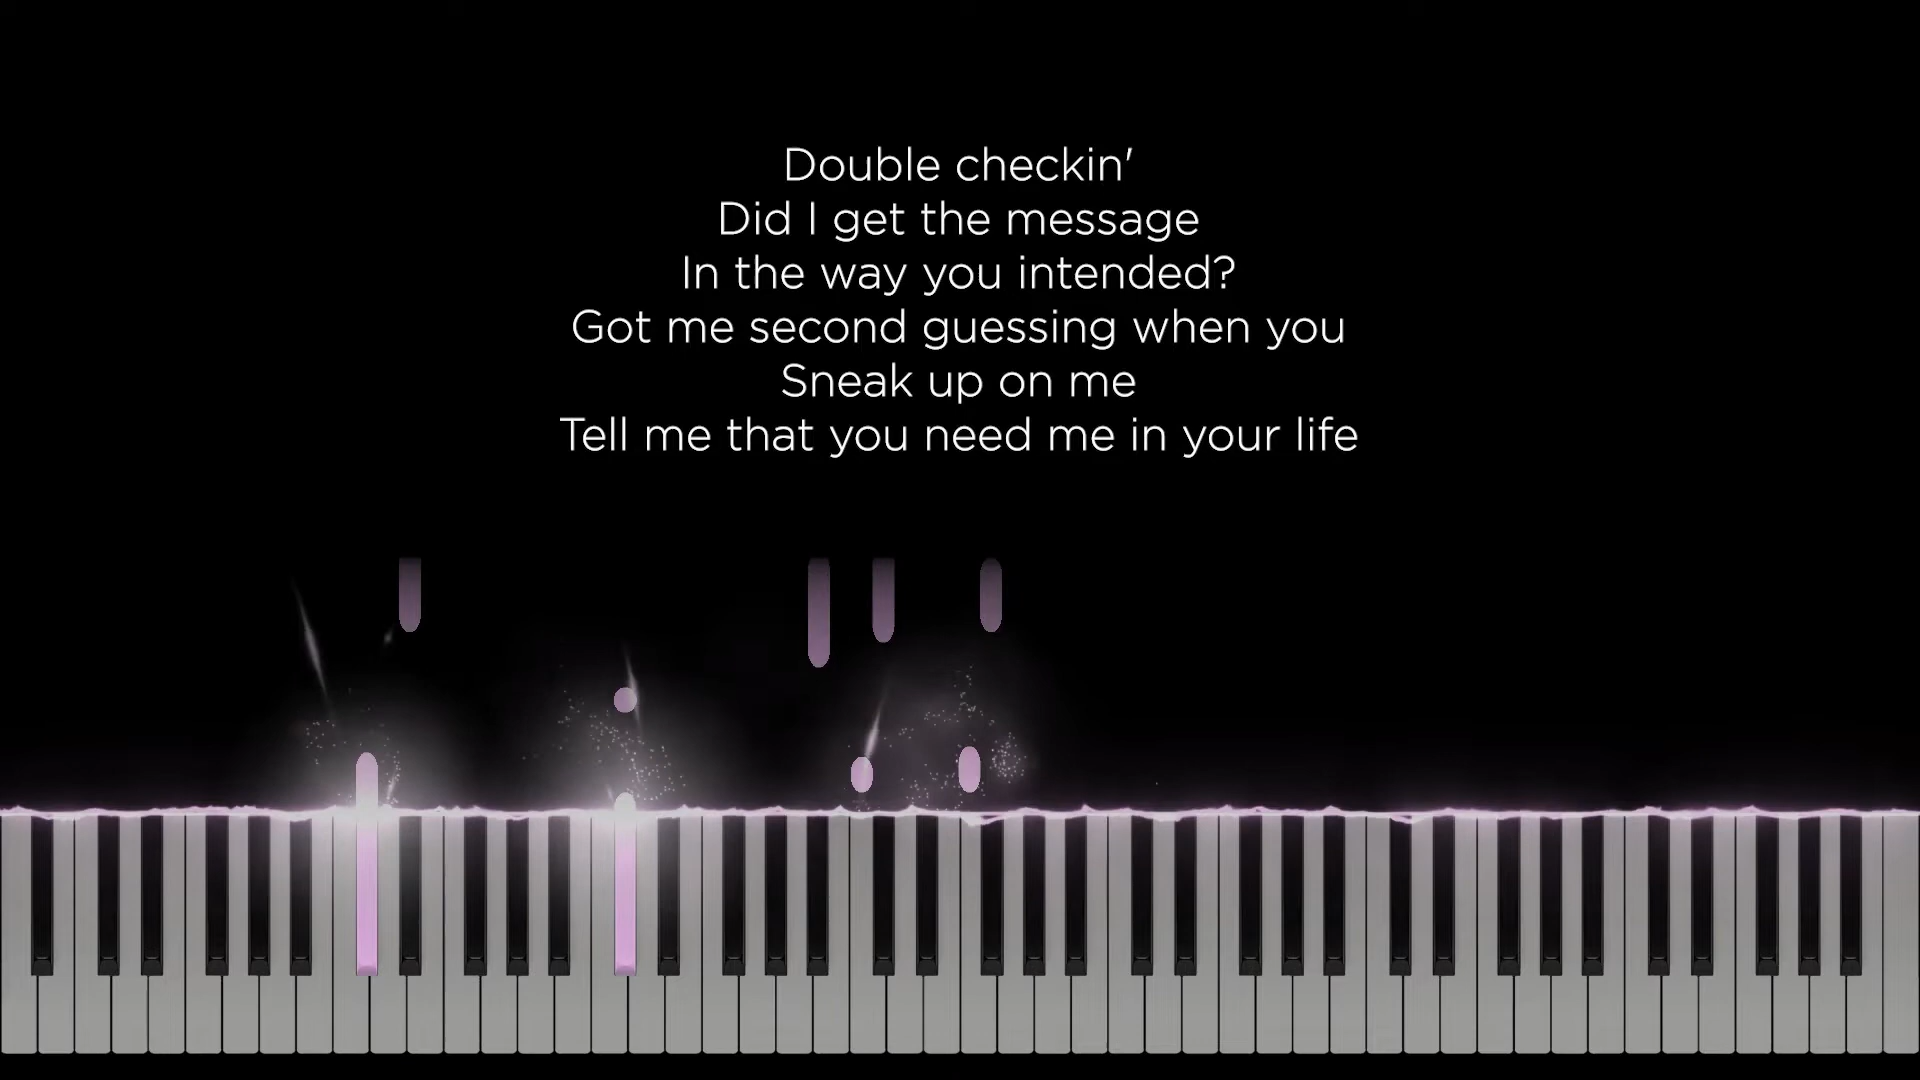 Double checkin'
Did I get the message
In the way you intended?
Got me second guessing when you
Sneak up on me
Tell me that you need me in your life